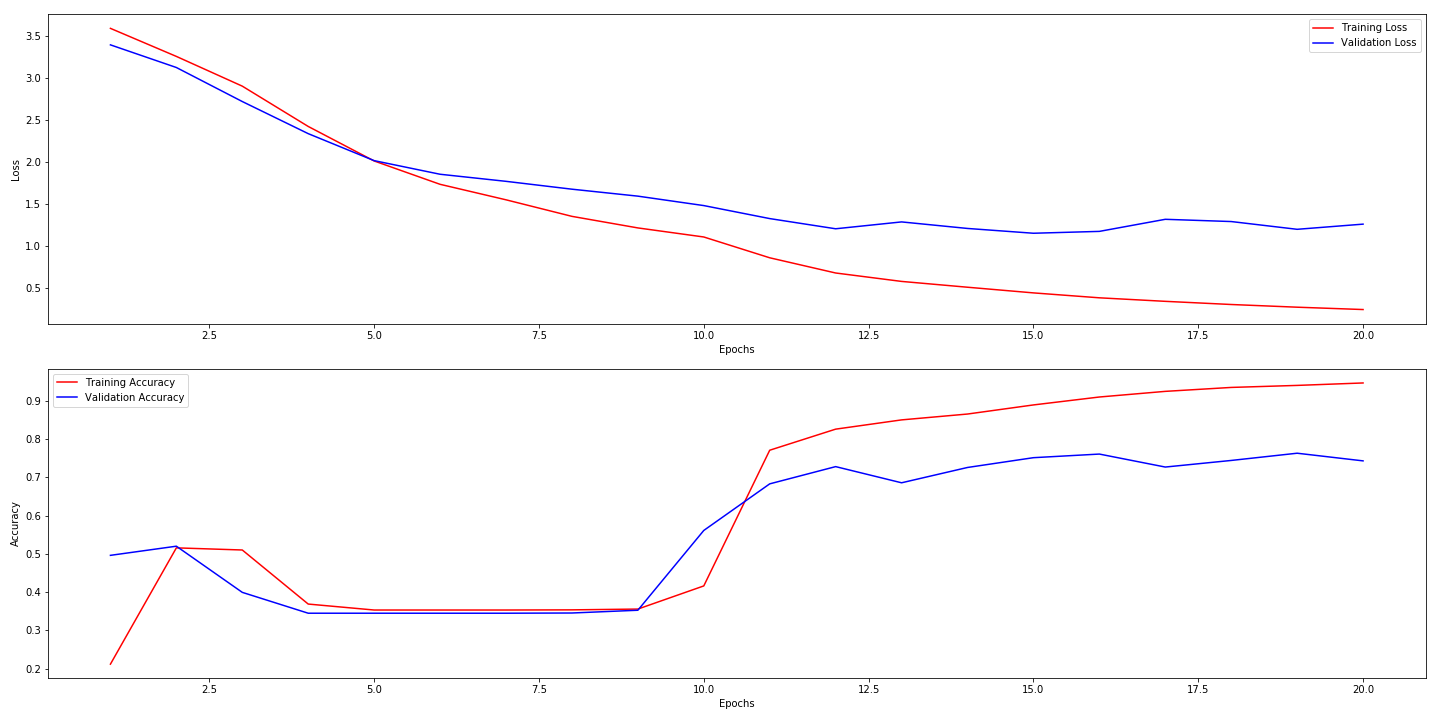 3.5
3.0
2.5
2.0
1.5
1.0
0.5
Loss
Training Loss
Validation Loss
2.5 5.0 7.5 10.0 12.5 15.0 17.5 20.0
Epochs
0.9
0.8
0.7
0.6
0.5
0.4
0.3
0.2
Accuracy
Training Accuracy
Validation Accuracy
2.5 5.0 7.5 10.0 12.5 15.0 17.5 20.0
Epochs